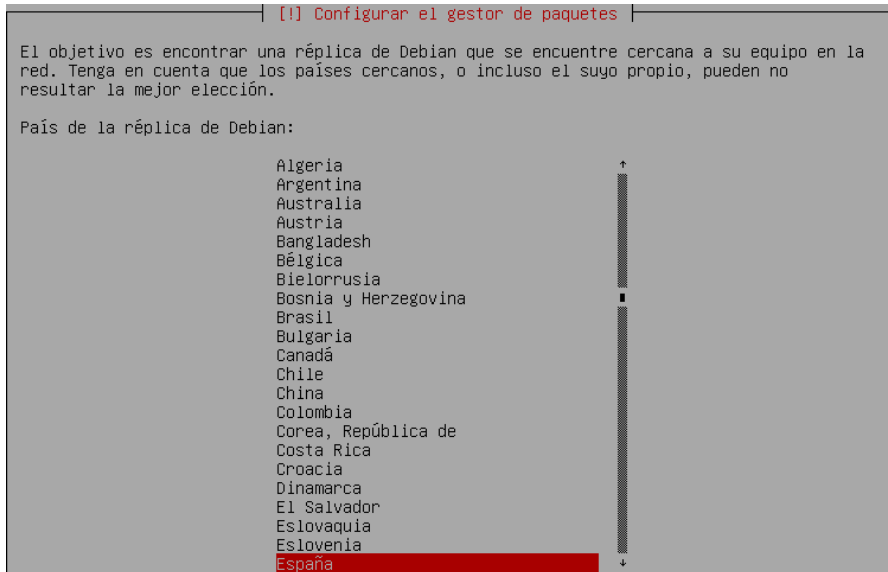 [!] Configurar el gestor de paquetes
El objetivo es encontrar una réplica de Debian que se encuentre cercana a su equipo en la
red. Tenga en cuenta que los países cercanos, o incluso el suyo propio, pueden no
resultar la mejor elección.
País de la réplica de Debian:
Algeria
Argentina
Australia
Austria
Bangladesh
Bélgica
Bielorrusia
Bosnia y Herzegovina
Brasil
Bulgaria
Canadá
Chile
China
Colombia
Corea, República de
Costa Rica
Croacia
Dinamarca
El Salvador
Eslovaquia
Eslovenia
España